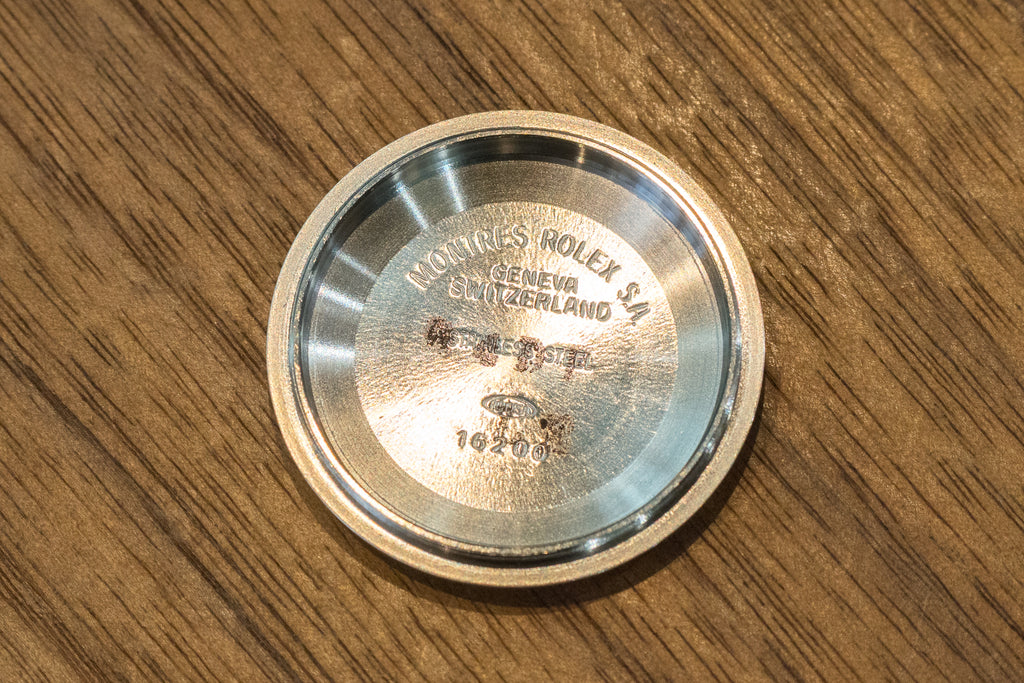 MONTRES ROLEX S.A.
GENEVA
SWITZERLAND
STAINLESS STEEL
16200